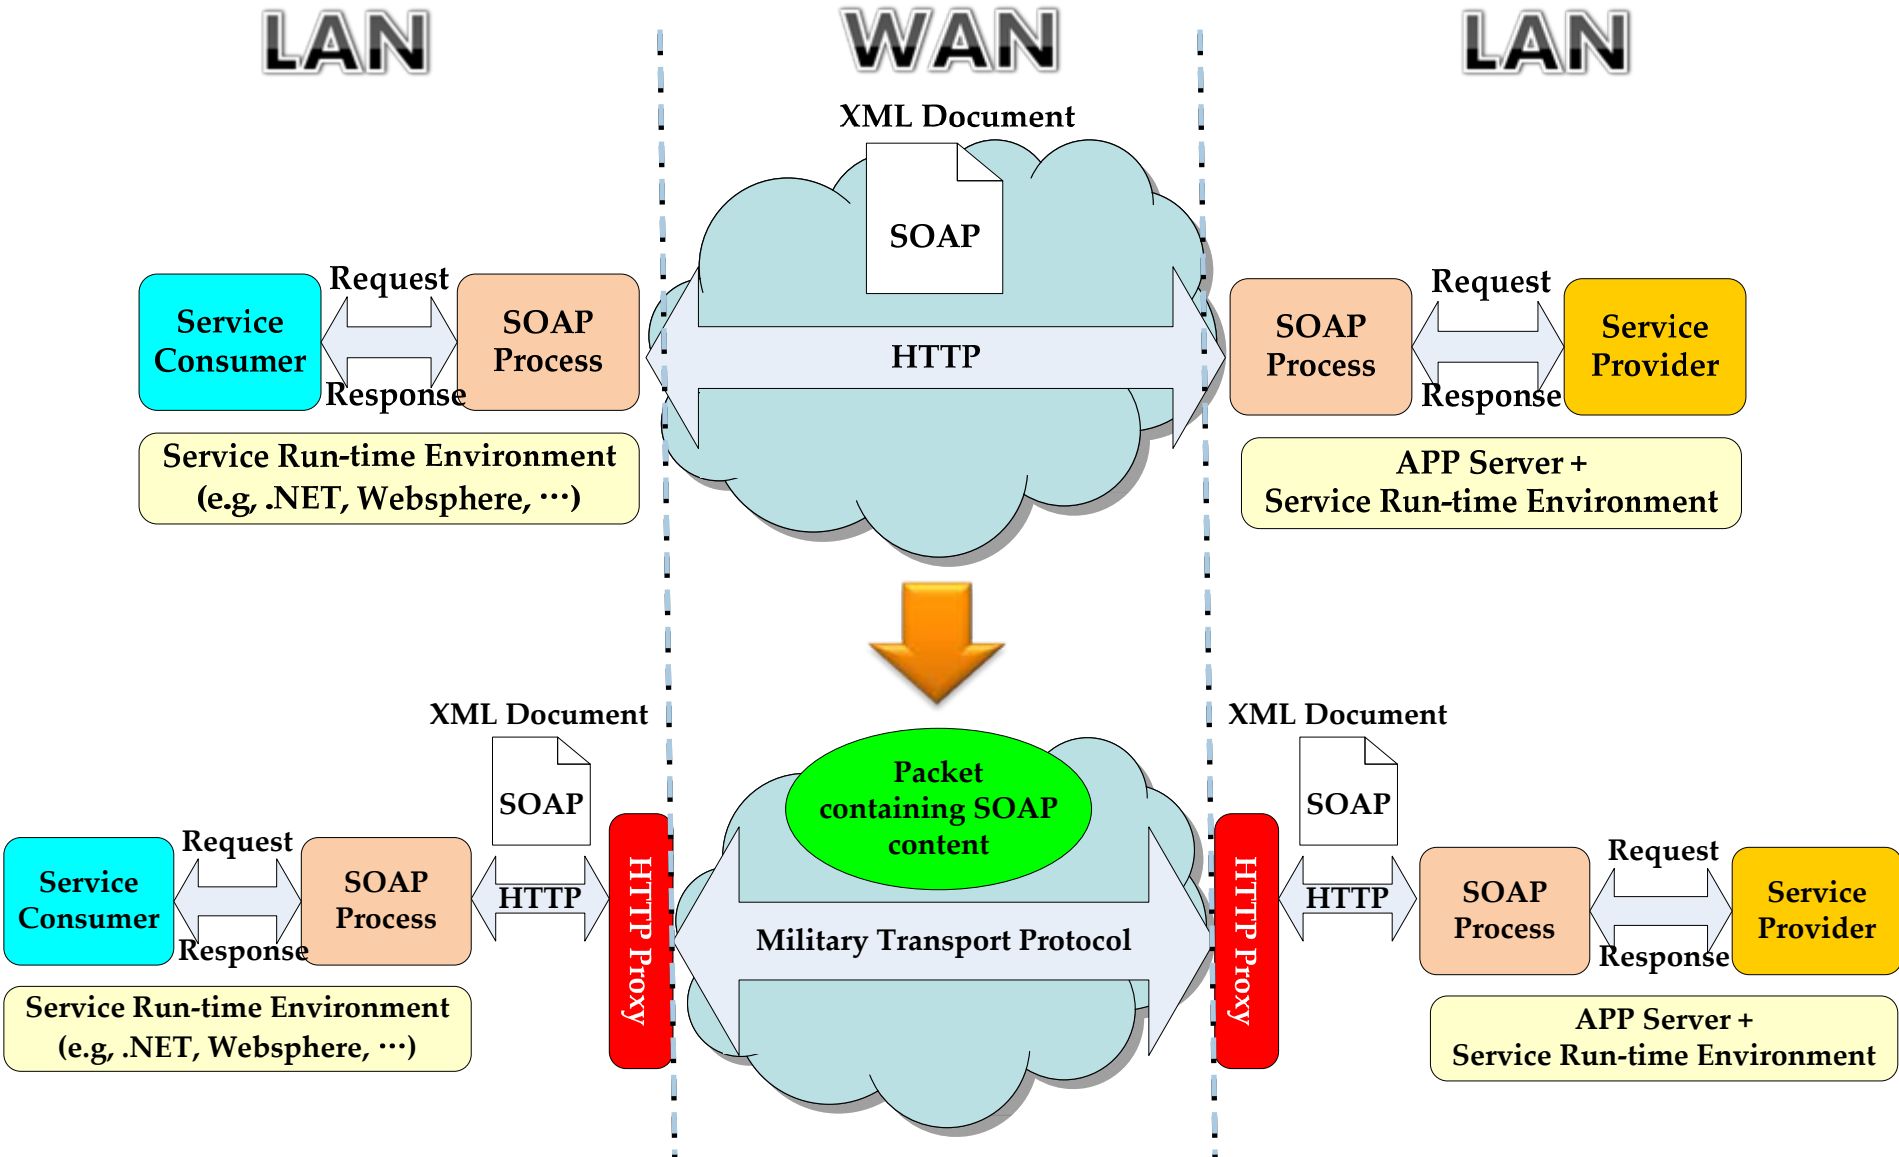 LAN
WAN
LAN
XML Document
SOAP
Request
Service
Consumer
SOAP
Process
Response
HTTP
SOAP
Process
Request
Response
Service
Provider
Service Run-time Environment
(e.g, .NET, Websphere, ···)
APP Server +
Service Run-time Environment
XML Document
SOAP
Packet
containing SOAP
content
XML Document
SOAP
Service
Consumer
Request
Response
SOAP
Process
HTTP
HTTP Proxy
Military Transport Protocol
HTTP Proxy
HTTP
SOAP
Process
Request
Response
Service
Provider
Service Run-time Environment
(e.g, .NET, Websphere, ···)
APP Server +
Service Run-time Environment